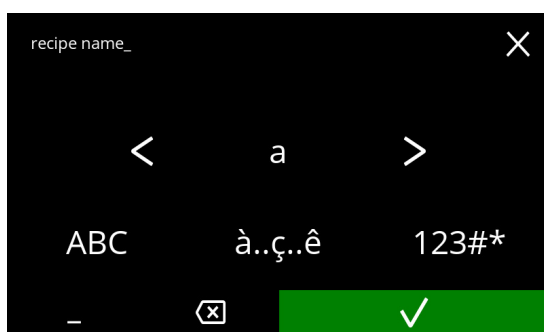 recipe name_
< a >
ABC à..ç..ê 123#*
_